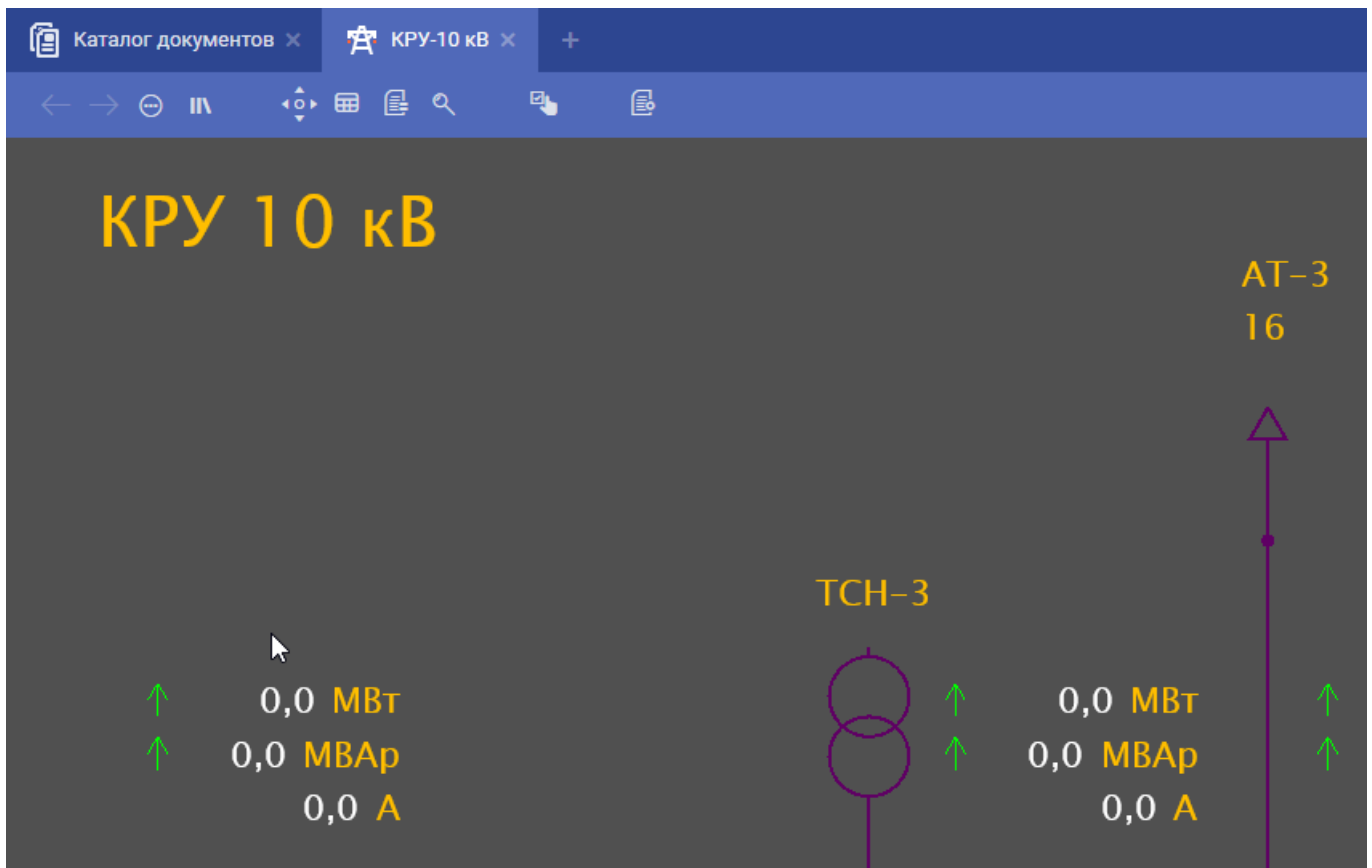 Каталог документов
КРУ-10 кВ
КРУ 10 кВ
АТ-3
16
ТСН-3
0,0 МВт
0,0 МВАр
0,0 А
0,0 МВт
0,0 МВАр
0,0 А